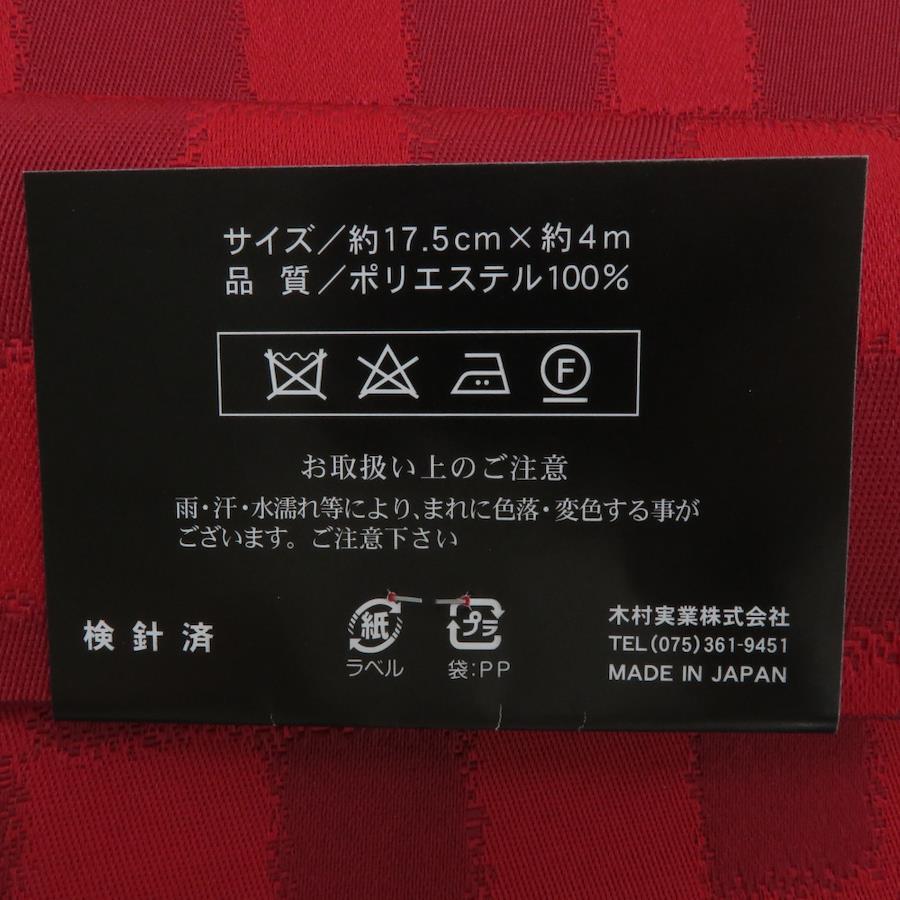 サイズ／約17.5cm×約4m
品質／ポリエステル100%
F
お取扱い上のご注意
雨・汗・水濡れ等により、まれに色落・変色する事が
ございます。ご注意下さい
検針済
紙
ラベル
プラ
袋:PP
木村実業株式会社
TEL(075)361-9451
MADE IN JAPAN